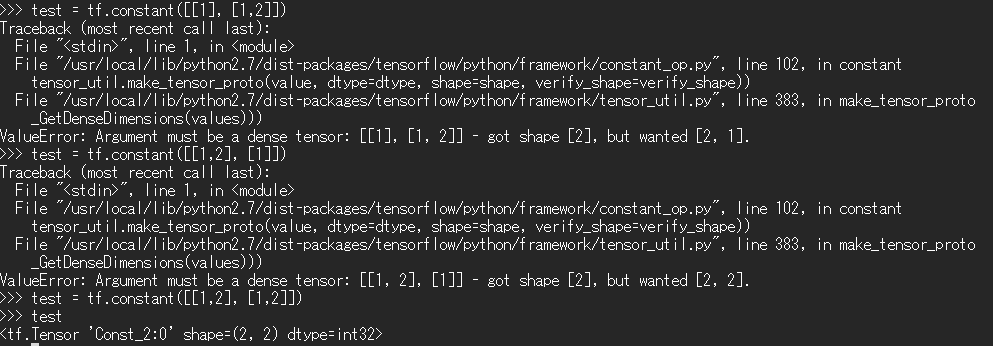 >>> test = tf.constant([[1], [1,2]])
Traceback (most recent call last):
  File "<stdin>", line 1, in <module>
  File "/usr/local/lib/python2.7/dist-packages/tensorflow/python/framework/constant_op.py", line 102, in constant
    tensor_util.make_tensor_proto(value, dtype=dtype, shape=shape, verify_shape=verify_shape))
  File "/usr/local/lib/python2.7/dist-packages/tensorflow/python/framework/tensor_util.py", line 383, in make_tensor_proto
    _GetDenseDimensions(values)))
ValueError: Argument must be a dense tensor: [[1], [1, 2]] - got shape [2], but wanted [2, 1].
>>> test = tf.constant([[1,2], [1]])
Traceback (most recent call last):
  File "<stdin>", line 1, in <module>
  File "/usr/local/lib/python2.7/dist-packages/tensorflow/python/framework/constant_op.py", line 102, in constant
    tensor_util.make_tensor_proto(value, dtype=dtype, shape=shape, verify_shape=verify_shape))
  File "/usr/local/lib/python2.7/dist-packages/tensorflow/python/framework/tensor_util.py", line 383, in make_tensor_proto
    _GetDenseDimensions(values)))
ValueError: Argument must be a dense tensor: [[1, 2], [1]] - got shape [2], but wanted [2, 2].
>>> test = tf.constant([[1,2], [1,2]])
>>> test
<tf.Tensor 'Const_2:0' shape=(2, 2) dtype=int32>